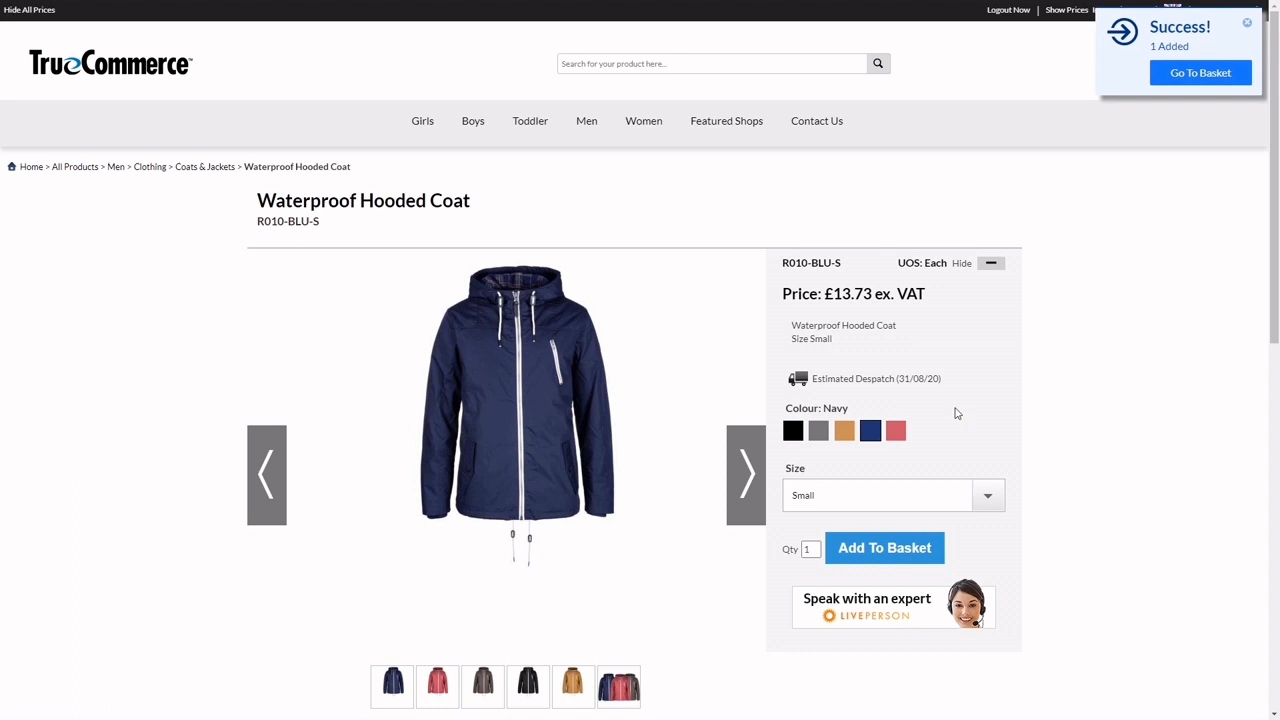 Hide All Prices
Logout Now
Show Prices
Success!
1 Added
Go To Basket
TrueCommerce™
Search for your product here...
Girls
Boys
Toddler
Men
Women
Featured Shops
Contact Us
Home > All Products > Men > Clothing > Coats & Jackets > Waterproof Hooded Coat
Waterproof Hooded Coat
R010-BLU-S
R010-BLU-S
UOS: Each
Hide
Price: £13.73 ex. VAT
Waterproof Hooded Coat
Size Small
Estimated Despatch (31/08/20)
Colour: Navy
Size
Small
Qty
1
Add To Basket
Speak with an expert
LIVEPERSON